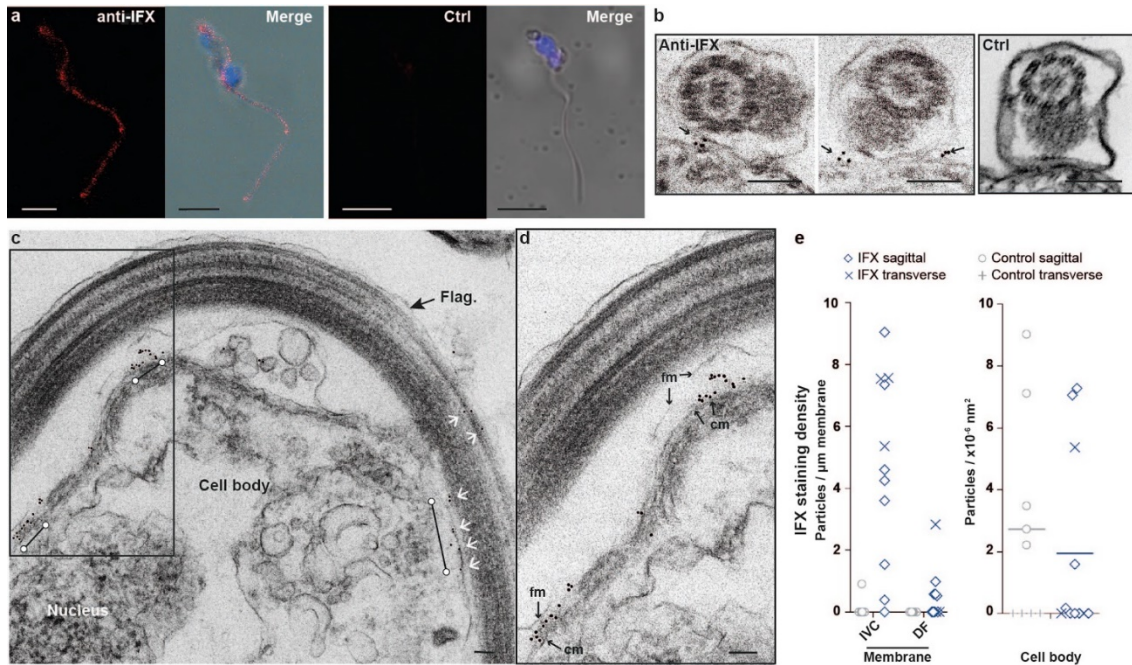 a
anti-IFX
Merge
Ctrl
Merge
b
Anti-IFX
Ctrl
c
Flag.
Cell body
Nucleus
d
fm
cm
fm
cm
e
◇ IFX sagittal
× IFX transverse
○ Control sagittal
+ Control transverse
IFX staining density
Particles / µm membrane
10
8
6
4
2
0
IVC
DF
Membrane
Particles / x10⁻⁶ nm²
10
8
6
4
2
0
Cell body